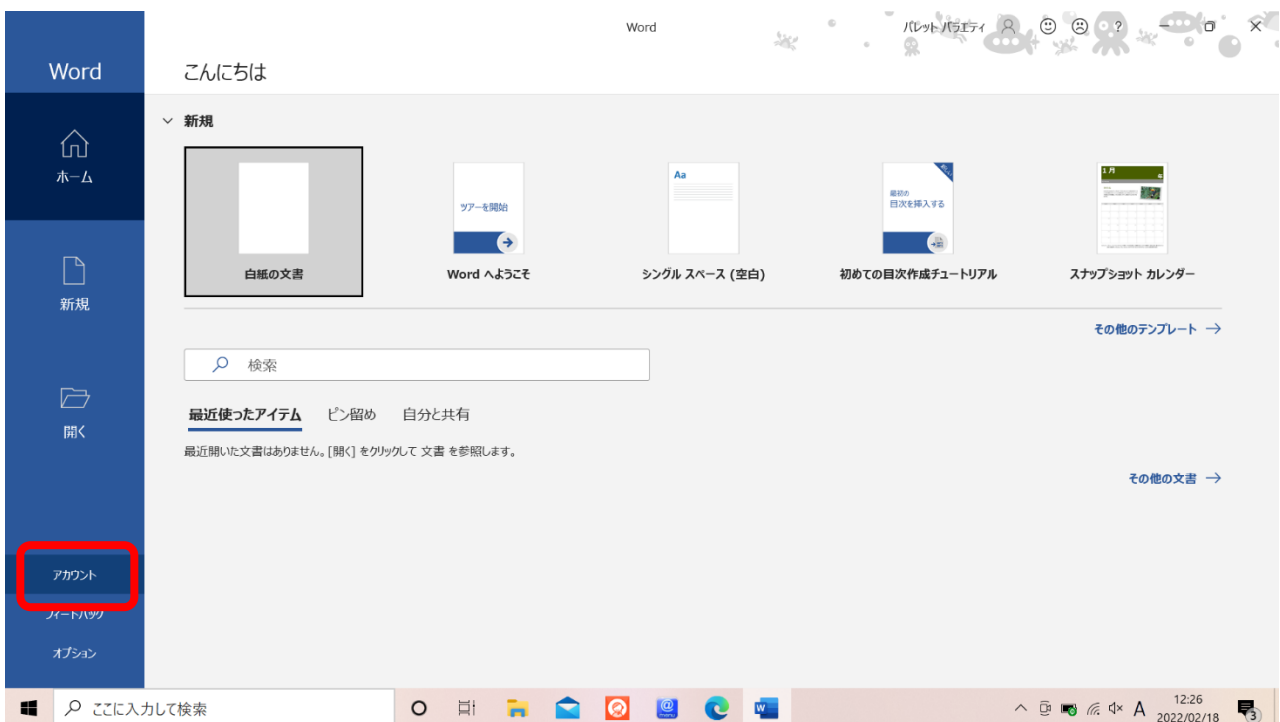 Word
パレット バラエティ
?
Word
こんにちは
ホーム
新規
開く
アカウント
フィードバック
オプション
新規
白紙の文書
ツアーを開始
Word へようこそ
Aa
シングル スペース (空白)
最初の
目次を挿入する
初めての目次作成チュートリアル
1 月
スナップショット カレンダー
その他のテンプレート
検索
最近使ったアイテム ピン留め 自分と共有
最近開いた文書はありません。[開く] をクリックして 文書 を参照します。
その他の文書
ここに入力して検索
A
12:26
2022/02/18
3